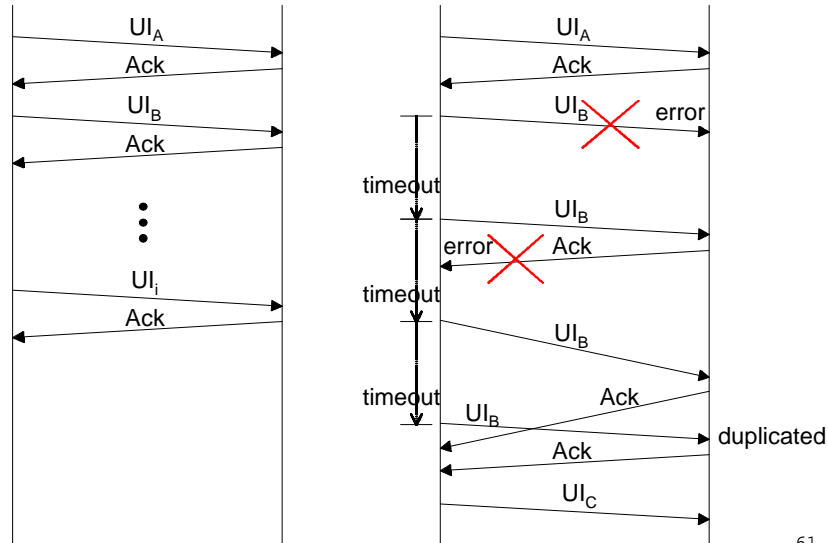 UI_A
Ack
UI_B
Ack
UI_i
Ack
UI_A
Ack
UI_B error
timeout
UI_B
error Ack
timeout
UI_B
timeout Ack
UI_B
duplicated
Ack
UI_C
61